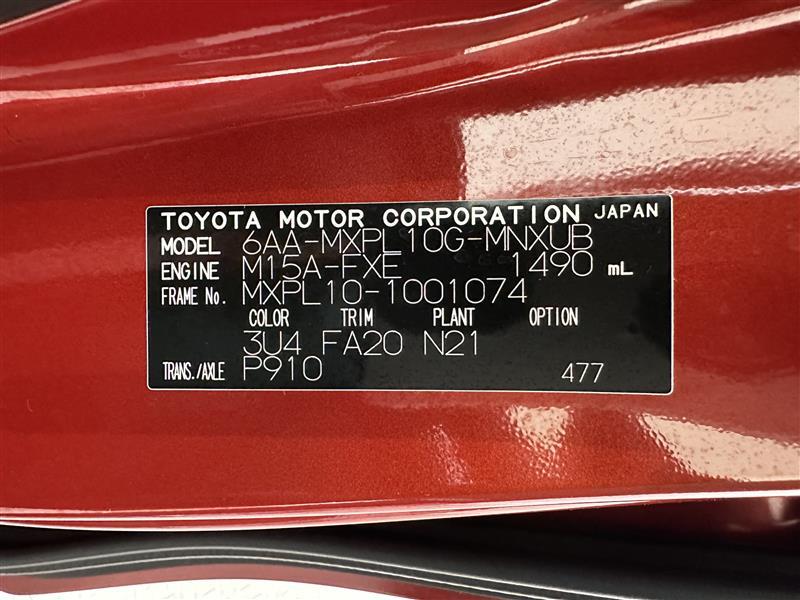 TOYOTA MOTOR CORPORATION JAPAN
MODEL 6AA-MXPL10G-MNXUB
ENGINE M15A-FXE 1490 mL
FRAME No. MXPL10-1001074
COLOR TRIM PLANT OPTION
3U4 FA20 N21
TRANS./AXLE P910 477